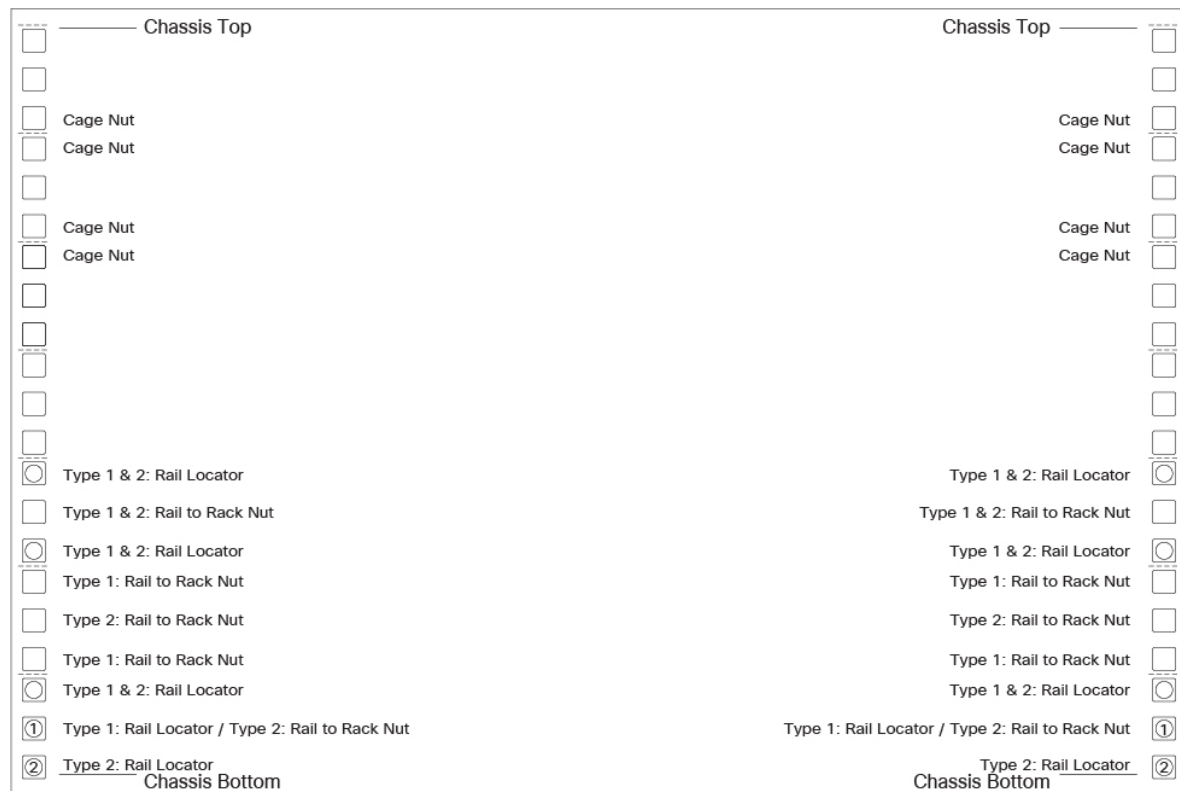 Chassis Top Chassis Top
Cage Nut Cage Nut
Cage Nut Cage Nut
Cage Nut Cage Nut
Cage Nut Cage Nut
Type 1 & 2: Rail Locator Type 1 & 2: Rail Locator
Type 1 & 2: Rail to Rack Nut Type 1 & 2: Rail to Rack Nut
Type 1 & 2: Rail Locator Type 1 & 2: Rail Locator
Type 1: Rail to Rack Nut Type 1: Rail to Rack Nut
Type 2: Rail to Rack Nut Type 2: Rail to Rack Nut
Type 1: Rail to Rack Nut Type 1: Rail to Rack Nut
Type 1 & 2: Rail Locator Type 1 & 2: Rail Locator
① Type 1: Rail Locator / Type 2: Rail to Rack Nut Type 1: Rail Locator / Type 2: Rail to Rack Nut ①
② Type 2: Rail Locator Type 2: Rail Locator ②
Chassis Bottom Chassis Bottom